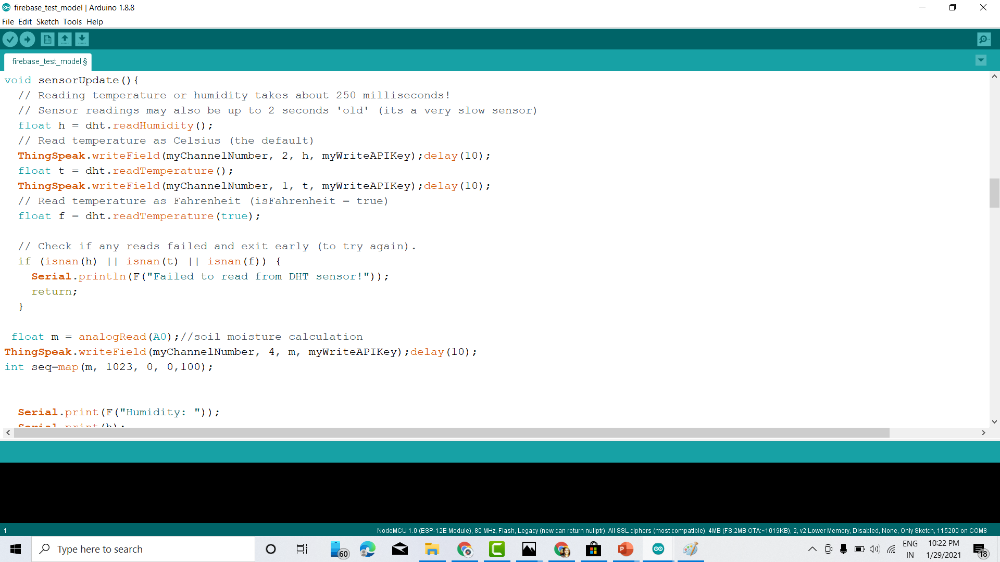 firebase_test_model | Arduino 1.8.8
File Edit Sketch Tools Help
firebase_test_model §
void sensorUpdate(){
  // Reading temperature or humidity takes about 250 milliseconds!
  // Sensor readings may also be up to 2 seconds 'old' (its a very slow sensor)
  float h = dht.readHumidity();
  // Read temperature as Celsius (the default)
  ThingSpeak.writeField(myChannelNumber, 2, h, myWriteAPIKey);delay(10);
  float t = dht.readTemperature();
  ThingSpeak.writeField(myChannelNumber, 1, t, myWriteAPIKey);delay(10);
  // Read temperature as Fahrenheit (isFahrenheit = true)
  float f = dht.readTemperature(true);
  // Check if any reads failed and exit early (to try again).
  if (isnan(h) || isnan(t) || isnan(f)) {
    Serial.println(F("Failed to read from DHT sensor!"));
    return;
  }
 float m = analogRead(A0);//soil moisture calculation
ThingSpeak.writeField(myChannelNumber, 4, m, myWriteAPIKey);delay(10);
int seq=map(m, 1023, 0, 0,100);
  Serial.print(F("Humidity: "));
  Serial.print(h);
1
NodeMCU 1.0 (ESP-12E Module), 80 MHz, Flash, Legacy (new can return nullptr), All SSL ciphers (most compatible), 4MB (FS:2MB OTA:~1019KB), 2, v2 Lower Memory, Disabled, None, Only Sketch, 115200 on COM8
Type here to search
60
ENG
IN
10:22 PM
1/29/2021
18